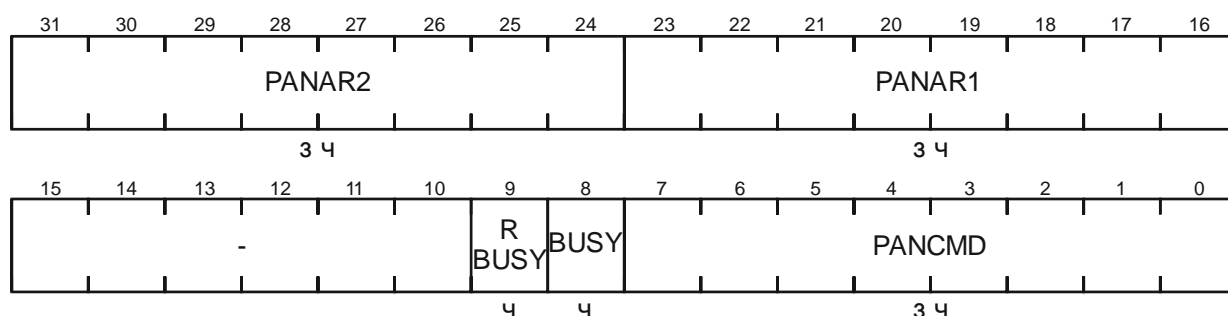 31 30 29 28 27 26 25 24 23 22 21 20 19 18 17 16
PANAR2 PANAR1
з ч з ч
15 14 13 12 11 10 9 8 7 6 5 4 3 2 1 0
- R BUSY BUSY PANCMD
ч ч з ч